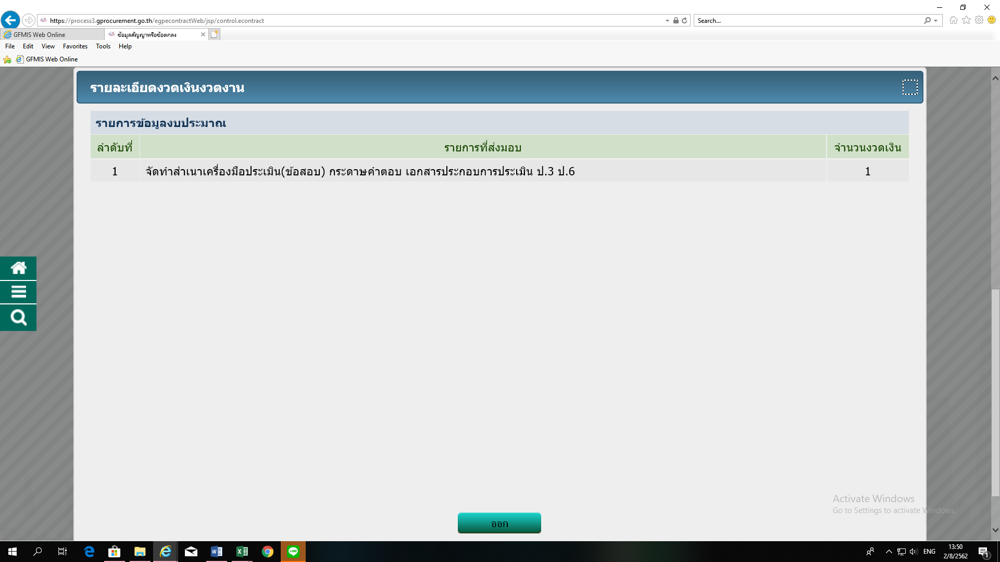 https://process3.gprocurement.go.th/egpecontractWeb/jsp/control.econtract
Search...
GFMIS Web Online
ข้อมูลสัญญาหรือข้อตกลง
File Edit View Favorites Tools Help
GFMIS Web Online
รายละเอียดงวดเงินงวดงาน
รายการข้อมูลงบประมาณ
ลำดับที่ รายการที่ส่งมอบ จำนวนงวดเงิน
1 จัดทำสำเนาเครื่องมือประเมิน(ข้อสอบ) กระดาษคำตอบ เอกสารประกอบการประเมิน ป.3 ป.6 1
Activate Windows
Go to Settings to activate Windows.
ออก
ENG
13:50
2/8/2562
1